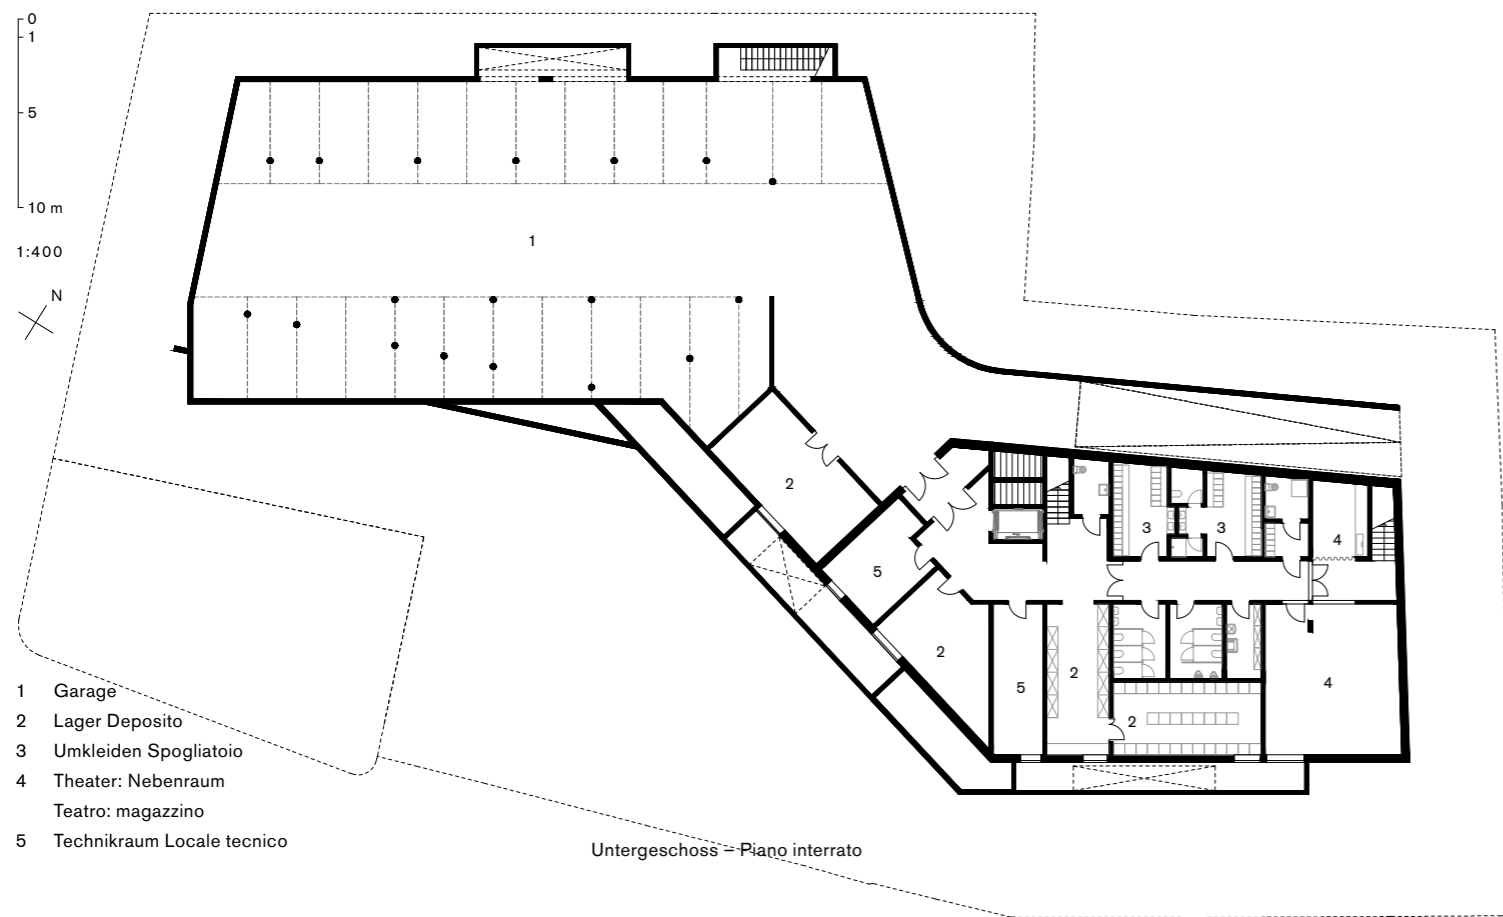 0
1
5
10 m
1:400
N
1
2
5
2
5
2
2
3
3
4
4
1 Garage
2 Lager Deposito
3 Umkleiden Spogliatoio
4 Theater: Nebenraum
Teatro: magazzino
5 Technikraum Locale tecnico
Untergeschoss – Piano interrato